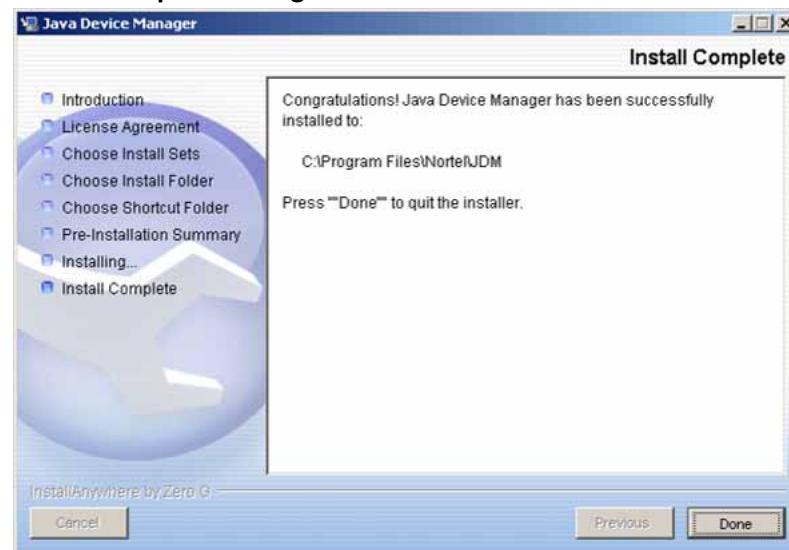 Java Device Manager
Install Complete
Introduction
License Agreement
Choose Install Sets
Choose Install Folder
Choose Shortcut Folder
Pre-Installation Summary
Installing...
Install Complete
Congratulations! Java Device Manager has been successfully
installed to:
C:\Program Files\Nortel\JDM
Press ""Done"" to quit the installer.
InstallAnywhere by Zero G
Cancel
Previous
Done